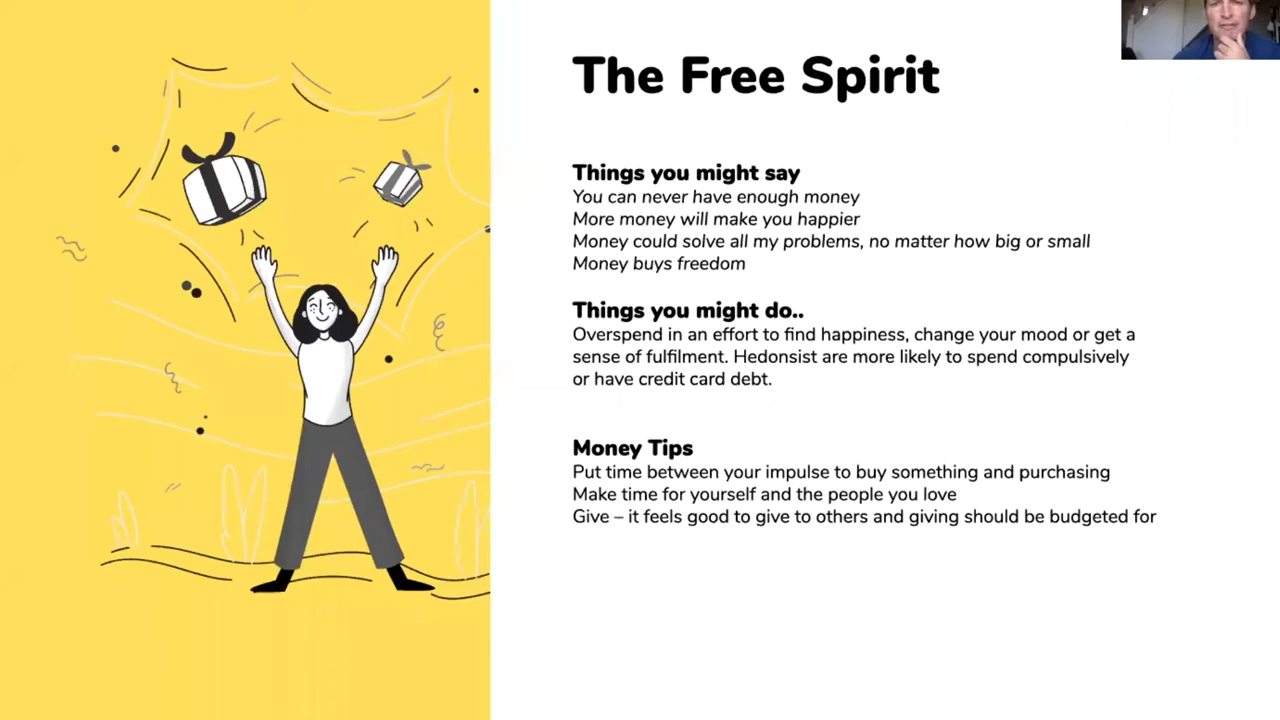 The Free Spirit
Things you might say
You can never have enough money
More money will make you happier
Money could solve all my problems, no matter how big or small
Money buys freedom
Things you might do..
Overspend in an effort to find happiness, change your mood or get a
sense of fulfilment. Hedonsist are more likely to spend compulsively
or have credit card debt.
Money Tips
Put time between your impulse to buy something and purchasing
Make time for yourself and the people you love
Give – it feels good to give to others and giving should be budgeted for